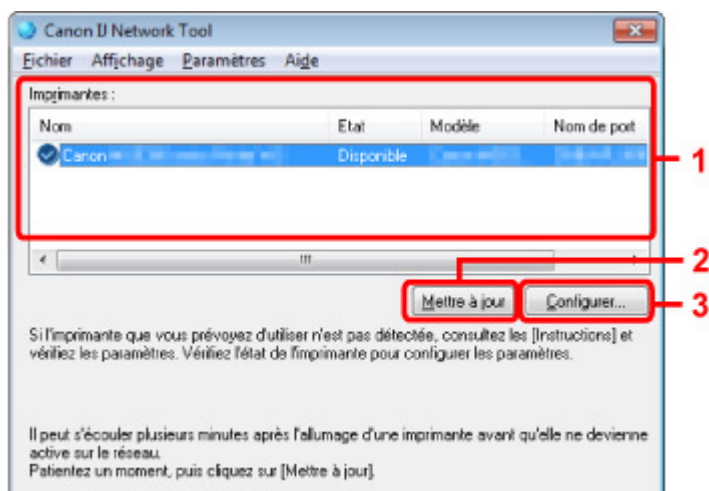 Canon IJ Network Tool
Fichier Affichage Paramètres Aide
Imprimantes :
Nom Etat Modèle Nom de port
Canon Disponible
1
2
Mettre à jour Configurer...
3
Si l'imprimante que vous prévoyez d'utiliser n'est pas détectée, consultez les [Instructions] et
vérifiez les paramètres. Vérifiez l'état de l'imprimante pour configurer les paramètres.
Il peut s'écouler plusieurs minutes après l'allumage d'une imprimante avant qu'elle ne devienne
active sur le réseau.
Patientez un moment, puis cliquez sur [Mettre à jour].